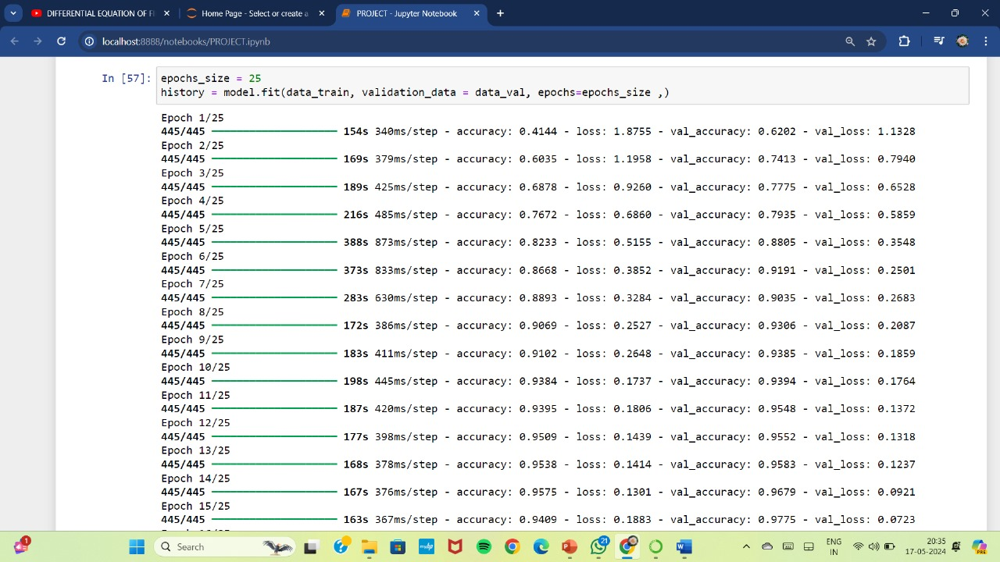 DIFFERENTIAL EQUATION OF FI
Home Page - Select or create a
PROJECT - Jupyter Notebook
localhost:8888/notebooks/PROJECT.ipynb
In [57]: epochs_size = 25
history = model.fit(data_train, validation_data = data_val, epochs=epochs_size ,)
Epoch 1/25
445/445 154s 340ms/step - accuracy: 0.4144 - loss: 1.8755 - val_accuracy: 0.6202 - val_loss: 1.1328
Epoch 2/25
445/445 169s 379ms/step - accuracy: 0.6035 - loss: 1.1958 - val_accuracy: 0.7413 - val_loss: 0.7940
Epoch 3/25
445/445 189s 425ms/step - accuracy: 0.6878 - loss: 0.9260 - val_accuracy: 0.7775 - val_loss: 0.6528
Epoch 4/25
445/445 216s 485ms/step - accuracy: 0.7672 - loss: 0.6860 - val_accuracy: 0.7935 - val_loss: 0.5859
Epoch 5/25
445/445 388s 873ms/step - accuracy: 0.8233 - loss: 0.5155 - val_accuracy: 0.8805 - val_loss: 0.3548
Epoch 6/25
445/445 373s 833ms/step - accuracy: 0.8668 - loss: 0.3852 - val_accuracy: 0.9191 - val_loss: 0.2501
Epoch 7/25
445/445 283s 630ms/step - accuracy: 0.8893 - loss: 0.3284 - val_accuracy: 0.9035 - val_loss: 0.2683
Epoch 8/25
445/445 172s 386ms/step - accuracy: 0.9069 - loss: 0.2527 - val_accuracy: 0.9306 - val_loss: 0.2087
Epoch 9/25
445/445 183s 411ms/step - accuracy: 0.9102 - loss: 0.2648 - val_accuracy: 0.9385 - val_loss: 0.1859
Epoch 10/25
445/445 198s 445ms/step - accuracy: 0.9384 - loss: 0.1737 - val_accuracy: 0.9394 - val_loss: 0.1764
Epoch 11/25
445/445 187s 420ms/step - accuracy: 0.9395 - loss: 0.1806 - val_accuracy: 0.9548 - val_loss: 0.1372
Epoch 12/25
445/445 177s 398ms/step - accuracy: 0.9509 - loss: 0.1439 - val_accuracy: 0.9552 - val_loss: 0.1318
Epoch 13/25
445/445 168s 378ms/step - accuracy: 0.9538 - loss: 0.1414 - val_accuracy: 0.9583 - val_loss: 0.1237
Epoch 14/25
445/445 167s 376ms/step - accuracy: 0.9575 - loss: 0.1301 - val_accuracy: 0.9679 - val_loss: 0.0921
Epoch 15/25
445/445 163s 367ms/step - accuracy: 0.9409 - loss: 0.1883 - val_accuracy: 0.9775 - val_loss: 0.0723
1
Search
21
ENG
IN
20:35
17-05-2024
PRE